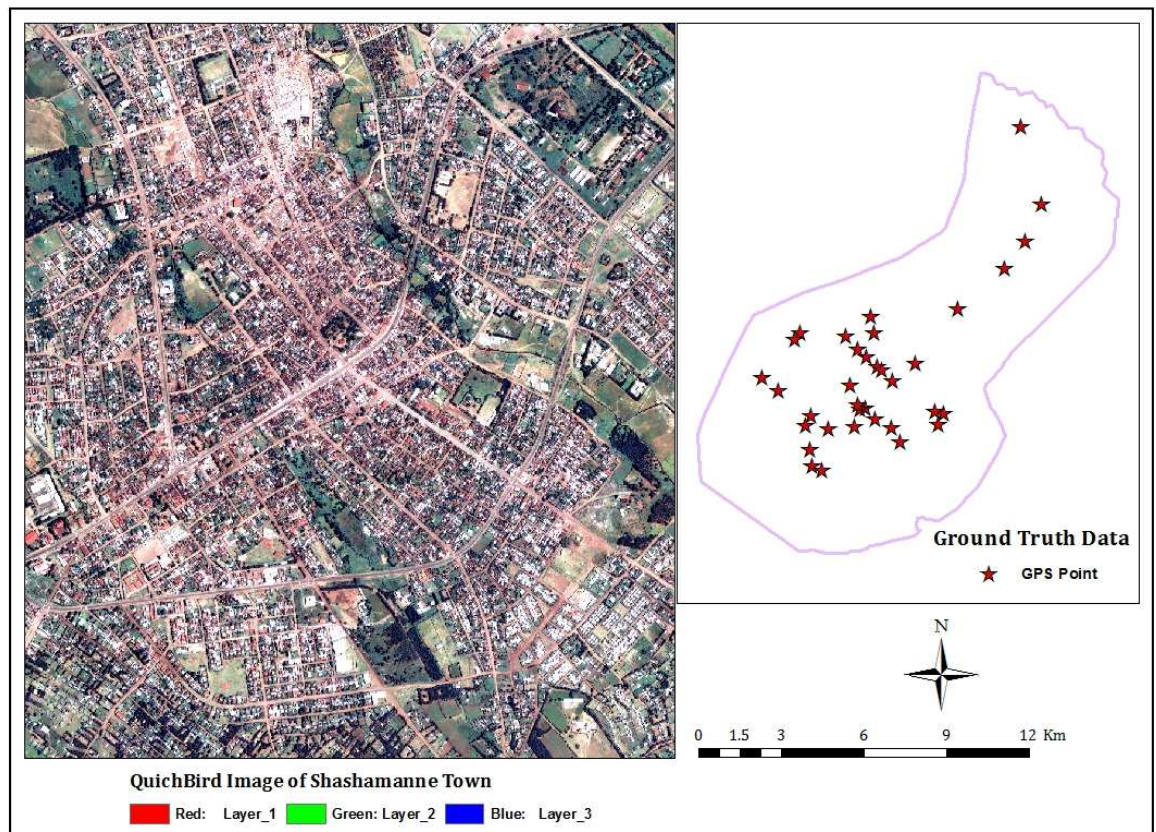 Ground Truth Data
GPS Point
N
0 1.5 3 6 9 12 Km
QuichBird Image of Shashamanne Town
Red: Layer_1 Green: Layer_2 Blue: Layer_3